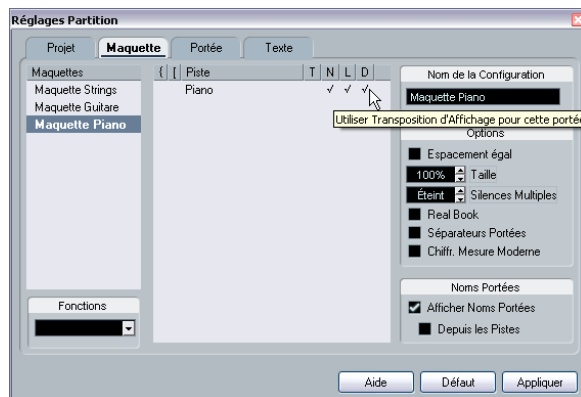 Réglages Partition
Projet Maquette Portée Texte
Maquettes
Maquette Strings
Maquette Guitare
Maquette Piano
Fonctions
{ [ Piste T N L D
Piano √ √ √
Nom de la Configuration
Maquette Piano
Utiliser Transposition d'Affichage pour cette porté
Options
Espacement égal
100% Taille
Éteint Silences Multiples
Real Book
Séparateurs Portées
Chiffr. Mesure Moderne
Noms Portées
Afficher Noms Portées
Depuis les Pistes
Aide Défaut Appliquer